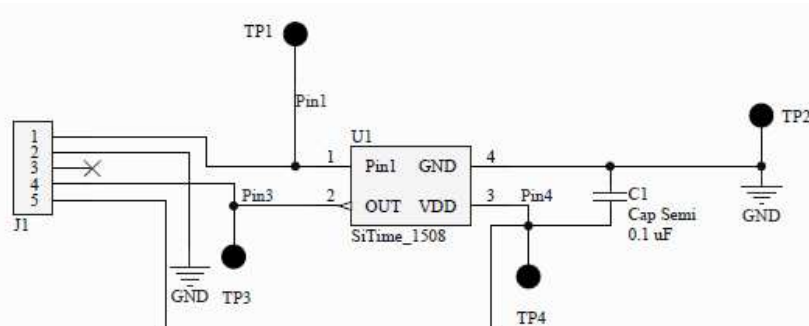 TP1
Pin1
TP2
U1
1
2
3
4
5
J1
1
Pin1
GND
4
Pin3
2
OUT
VDD
3
Pin4
SiTime_1508
C1
Cap Semi
0.1 uF
GND
GND
TP3
TP4